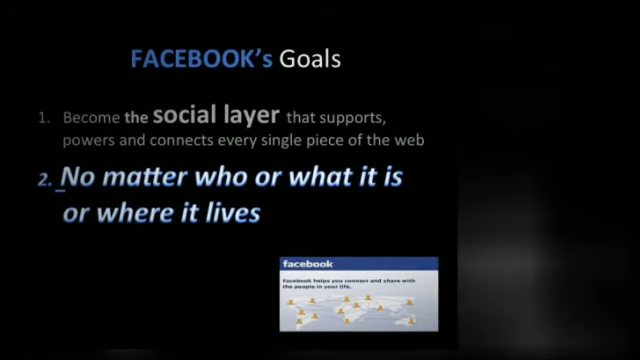 FACEBOOK's Goals
1. Become the social layer that supports,
powers and connects every single piece of the web
2. No matter who or what it is
or where it lives
facebook
Facebook helps you connect and share with
the people in your life.